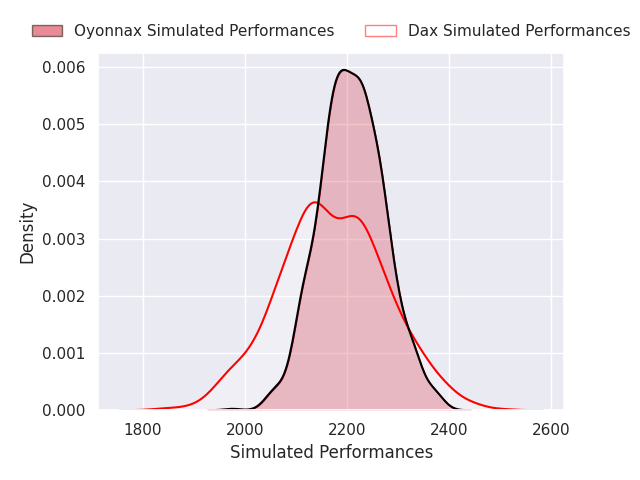 Oyonnax Simulated Performances Dax Simulated Performances
0.006
0.005
0.004
0.003
0.002
0.001
0.000
Density
1800 2000 2200 2400 2600
Simulated Performances